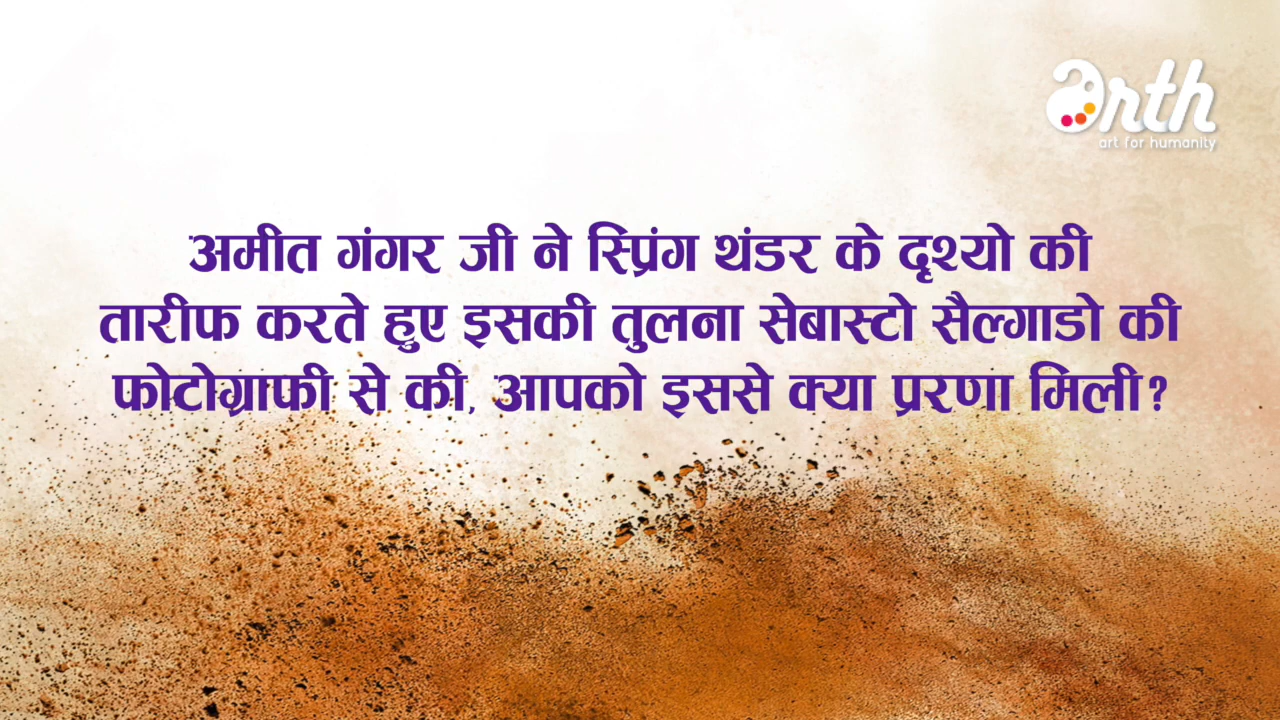 arth
art for humanity
अमीत गंगर जी ने स्प्रिंग थंडर के दृश्यो की
तारीफ करते हुए इसकी तुलना सेबास्टो सैल्गाडो की
फोटोग्राफी से की, आपको इससे क्या प्ररणा मिली?